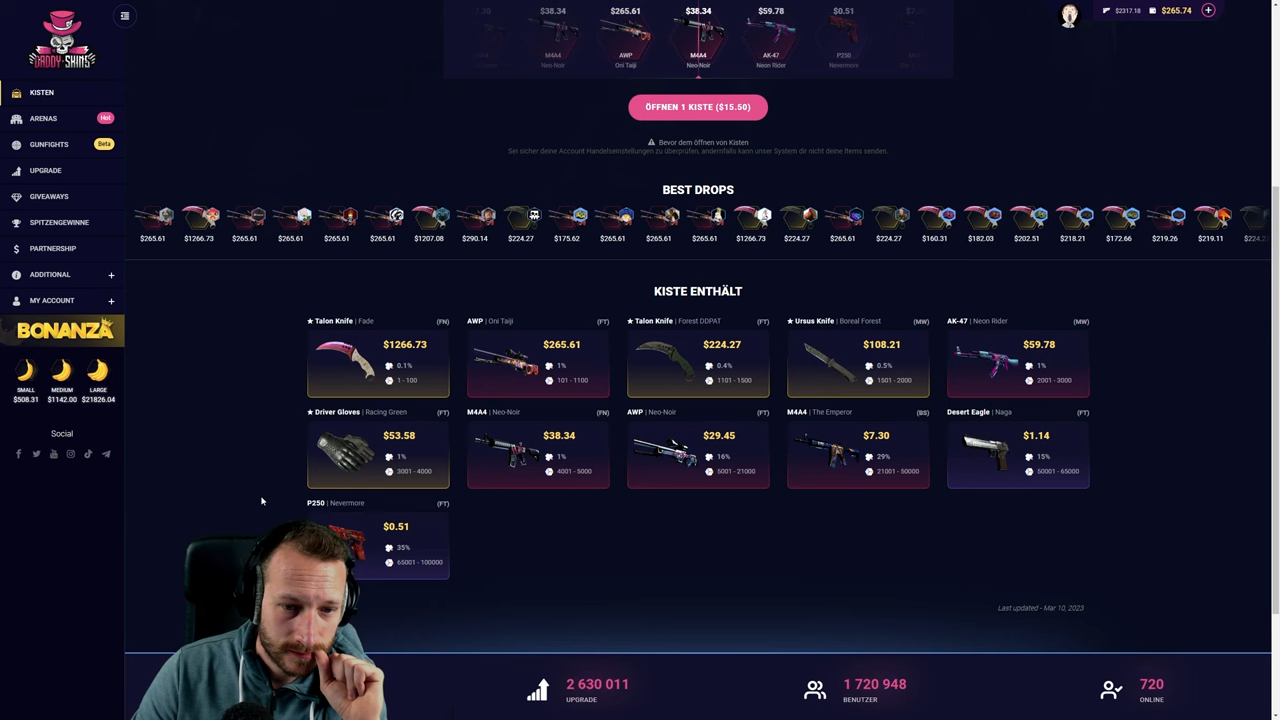 $38.34
$265.61
$38.34
$59.78
$0.51
M4A4
Neo-Noir
AWP
Oni Taiji
M4A4
Neo-Noir
AK-47
Neon Rider
P250
Nevermore
$2317.18
$265.74
DADDY-SKINS
KISTEN
ARENAS
Hot
GUNFIGHTS
Beta
UPGRADE
GIVEAWAYS
SPITZENGEWINNE
PARTNERSHIP
ADDITIONAL
MY ACCOUNT
BONANZA
SMALL
$508.31
MEDIUM
$1142.00
LARGE
$21826.04
Social
ÖFFNEN 1 KISTE ($15.50)
Bevor dem öffnen von Kisten
Sei sicher deine Account Handelseinstellungen zu überprüfen, andernfalls kann unser System dir nicht deine Items senden.
BEST DROPS
$265.61 $1266.73 $265.61 $265.61 $265.61 $265.61 $1207.08 $290.14 $224.27 $175.62 $265.61 $265.61 $265.61 $1266.73 $224.27 $265.61 $224.27 $160.31 $182.03 $202.51 $218.21 $172.66 $219.26 $219.11
KISTE ENTHÄLT
★ Talon Knife | Fade (FN)
$1266.73
0.1%
1 - 100
AWP | Oni Taiji (FT)
$265.61
1%
101 - 1100
★ Talon Knife | Forest DDPAT (FT)
$224.27
0.4%
1101 - 1500
★ Ursus Knife | Boreal Forest (MW)
$108.21
0.5%
1501 - 2000
AK-47 | Neon Rider (MW)
$59.78
1%
2001 - 3000
★ Driver Gloves | Racing Green (FT)
$53.58
1%
3001 - 4000
M4A4 | Neo-Noir (FN)
$38.34
1%
4001 - 5000
AWP | Neo-Noir (FT)
$29.45
16%
5001 - 21000
M4A4 | The Emperor (BS)
$7.30
29%
21001 - 50000
Desert Eagle | Naga (FT)
$1.14
15%
50001 - 65000
P250 | Nevermore (FT)
$0.51
35%
65001 - 100000
Last updated - Mar 10, 2023
2 630 011
UPGRADE
1 720 948
BENUTZER
720
ONLINE